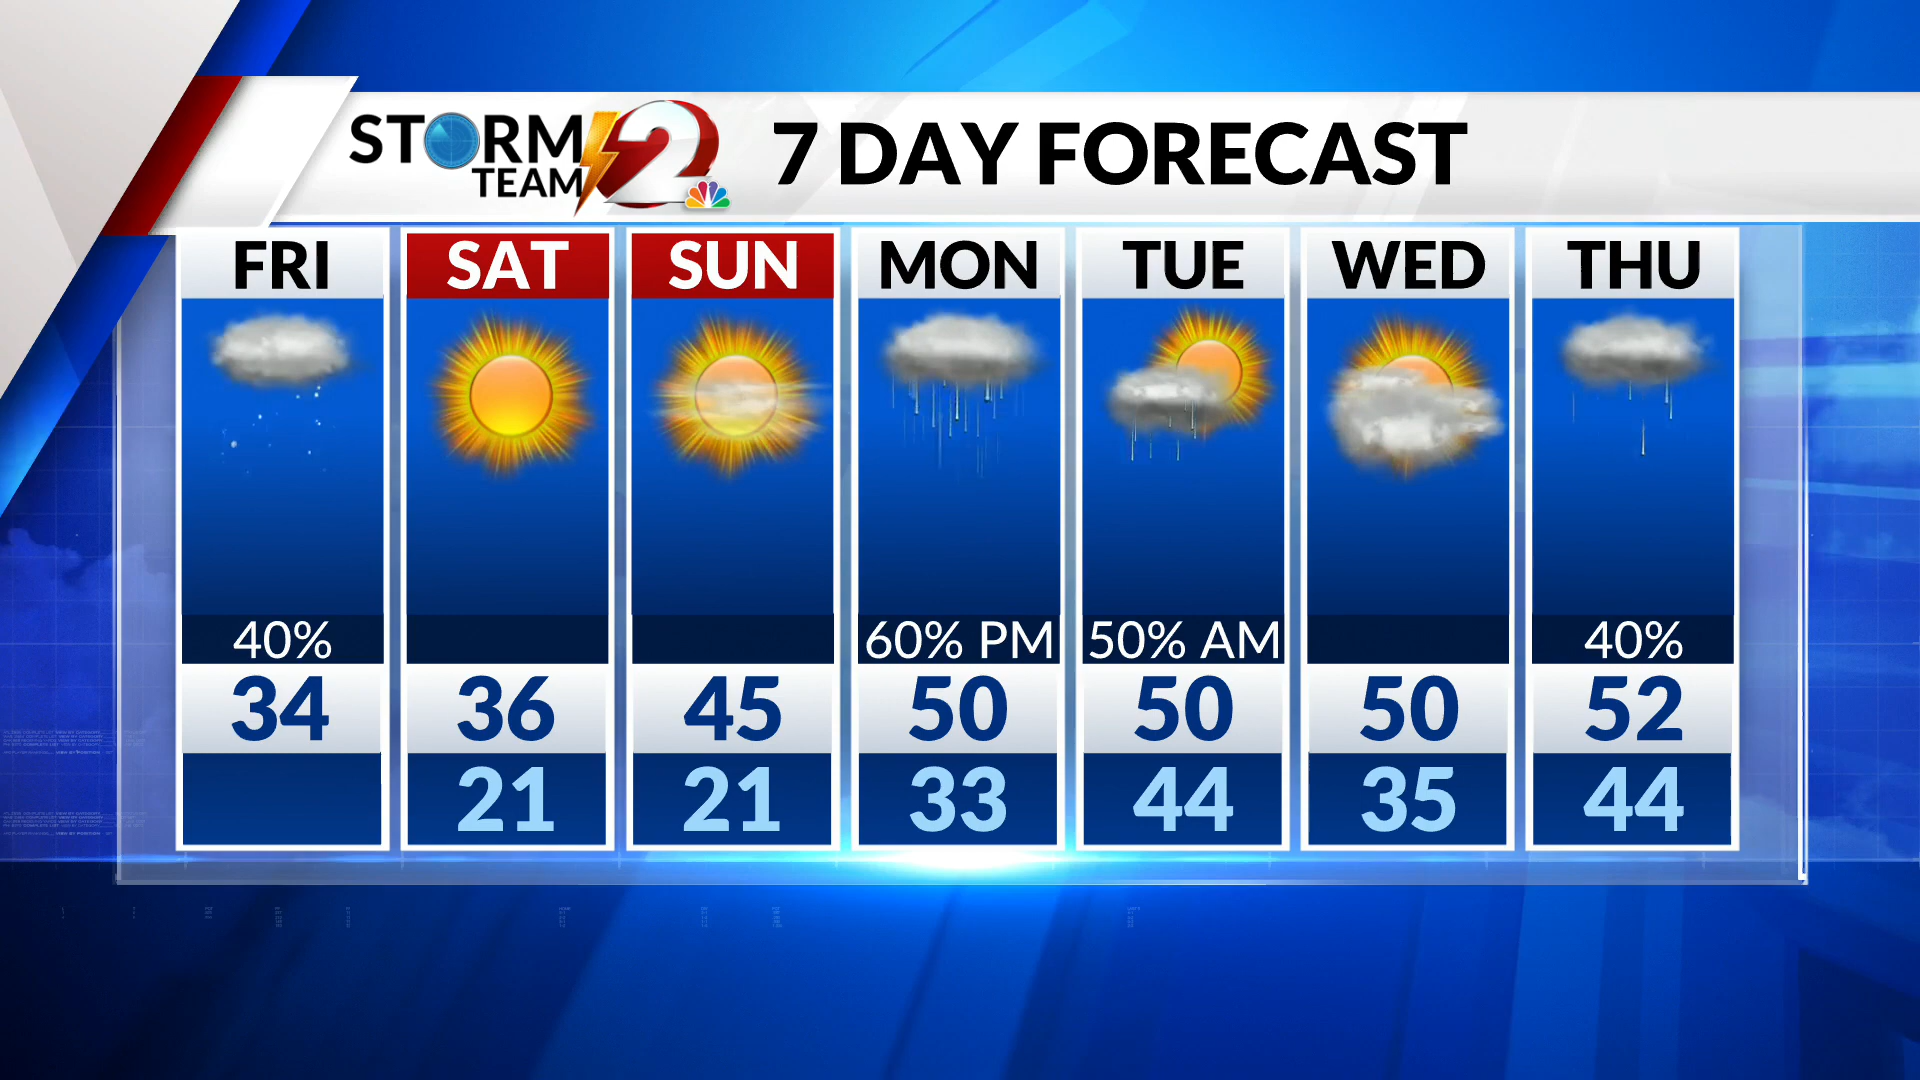 STORM
TEAM
2
7 DAY FORECAST
FRI SAT SUN MON TUE WED THU
40% 60% PM 50% AM 40%
34 36 45 50 50 50 52
21 21 33 44 35 44